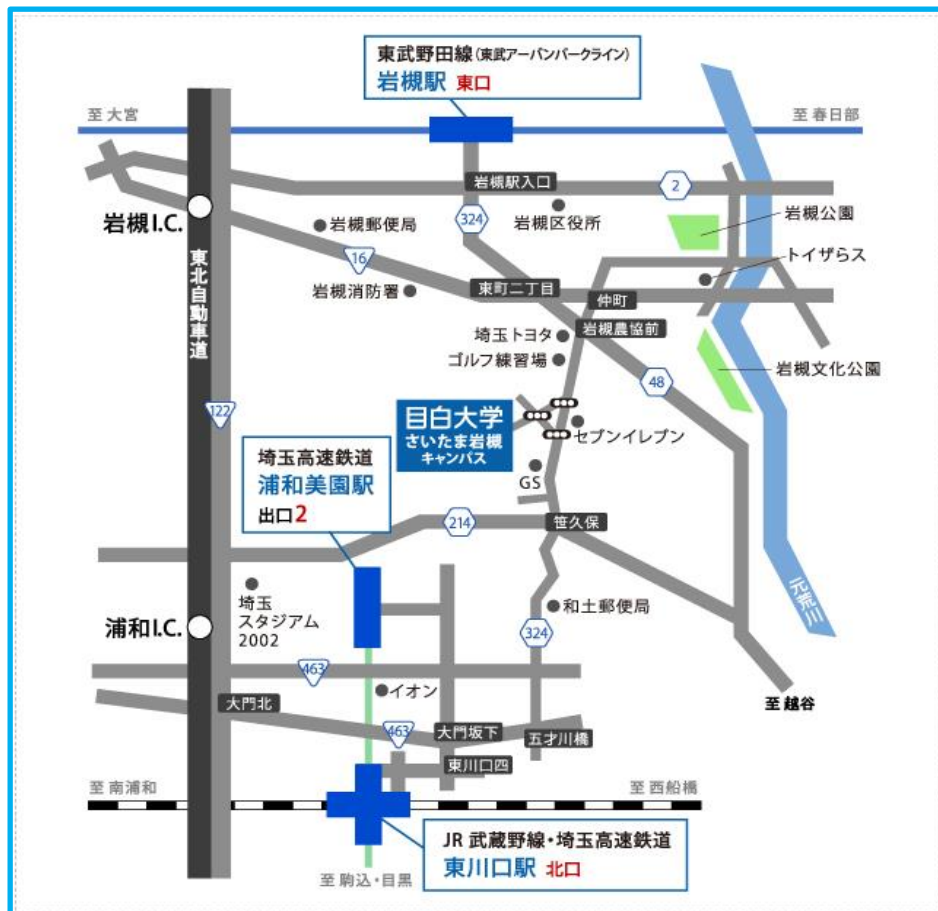 東武野田線(東武アーバンパークライン)
岩槻駅 東口
至 大宮
至 春日部
岩槻駅入口
2
岩槻I.C.
岩槻郵便局
324
岩槻区役所
岩槻公園
16
トイザらス
東北自動車道
岩槻消防署
東町二丁目
仲町
埼玉トヨタ
岩槻農協前
ゴルフ練習場
岩槻文化公園
48
122
目白大学
さいたま岩槻
キャンパス
セブンイレブン
埼玉高速鉄道
浦和美園駅
出口2
GS
214
笹久保
元荒川
埼玉
スタジアム
2002
和土郵便局
浦和I.C.
324
463
イオン
至 越谷
大門北
463
大門坂下
五才川橋
東川口四
至 南浦和
至 西船橋
JR 武蔵野線・埼玉高速鉄道
東川口駅 北口
至 駒込・目黒